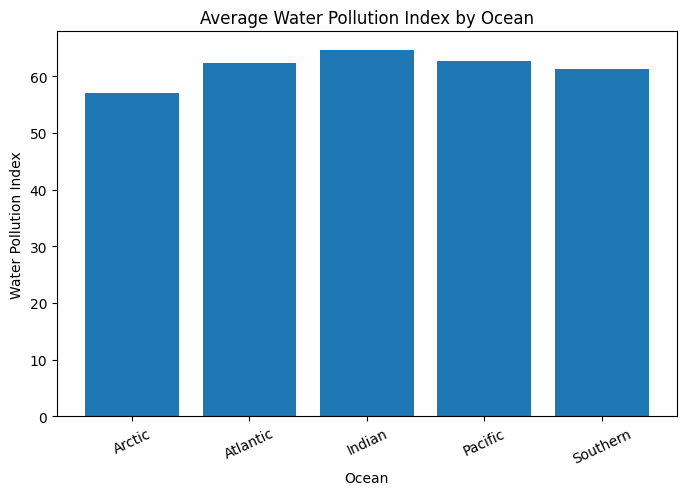 Average Water Pollution Index by Ocean
Water Pollution Index
60
50
40
30
20
10
0
Arctic
Atlantic
Indian
Pacific
Southern
Ocean